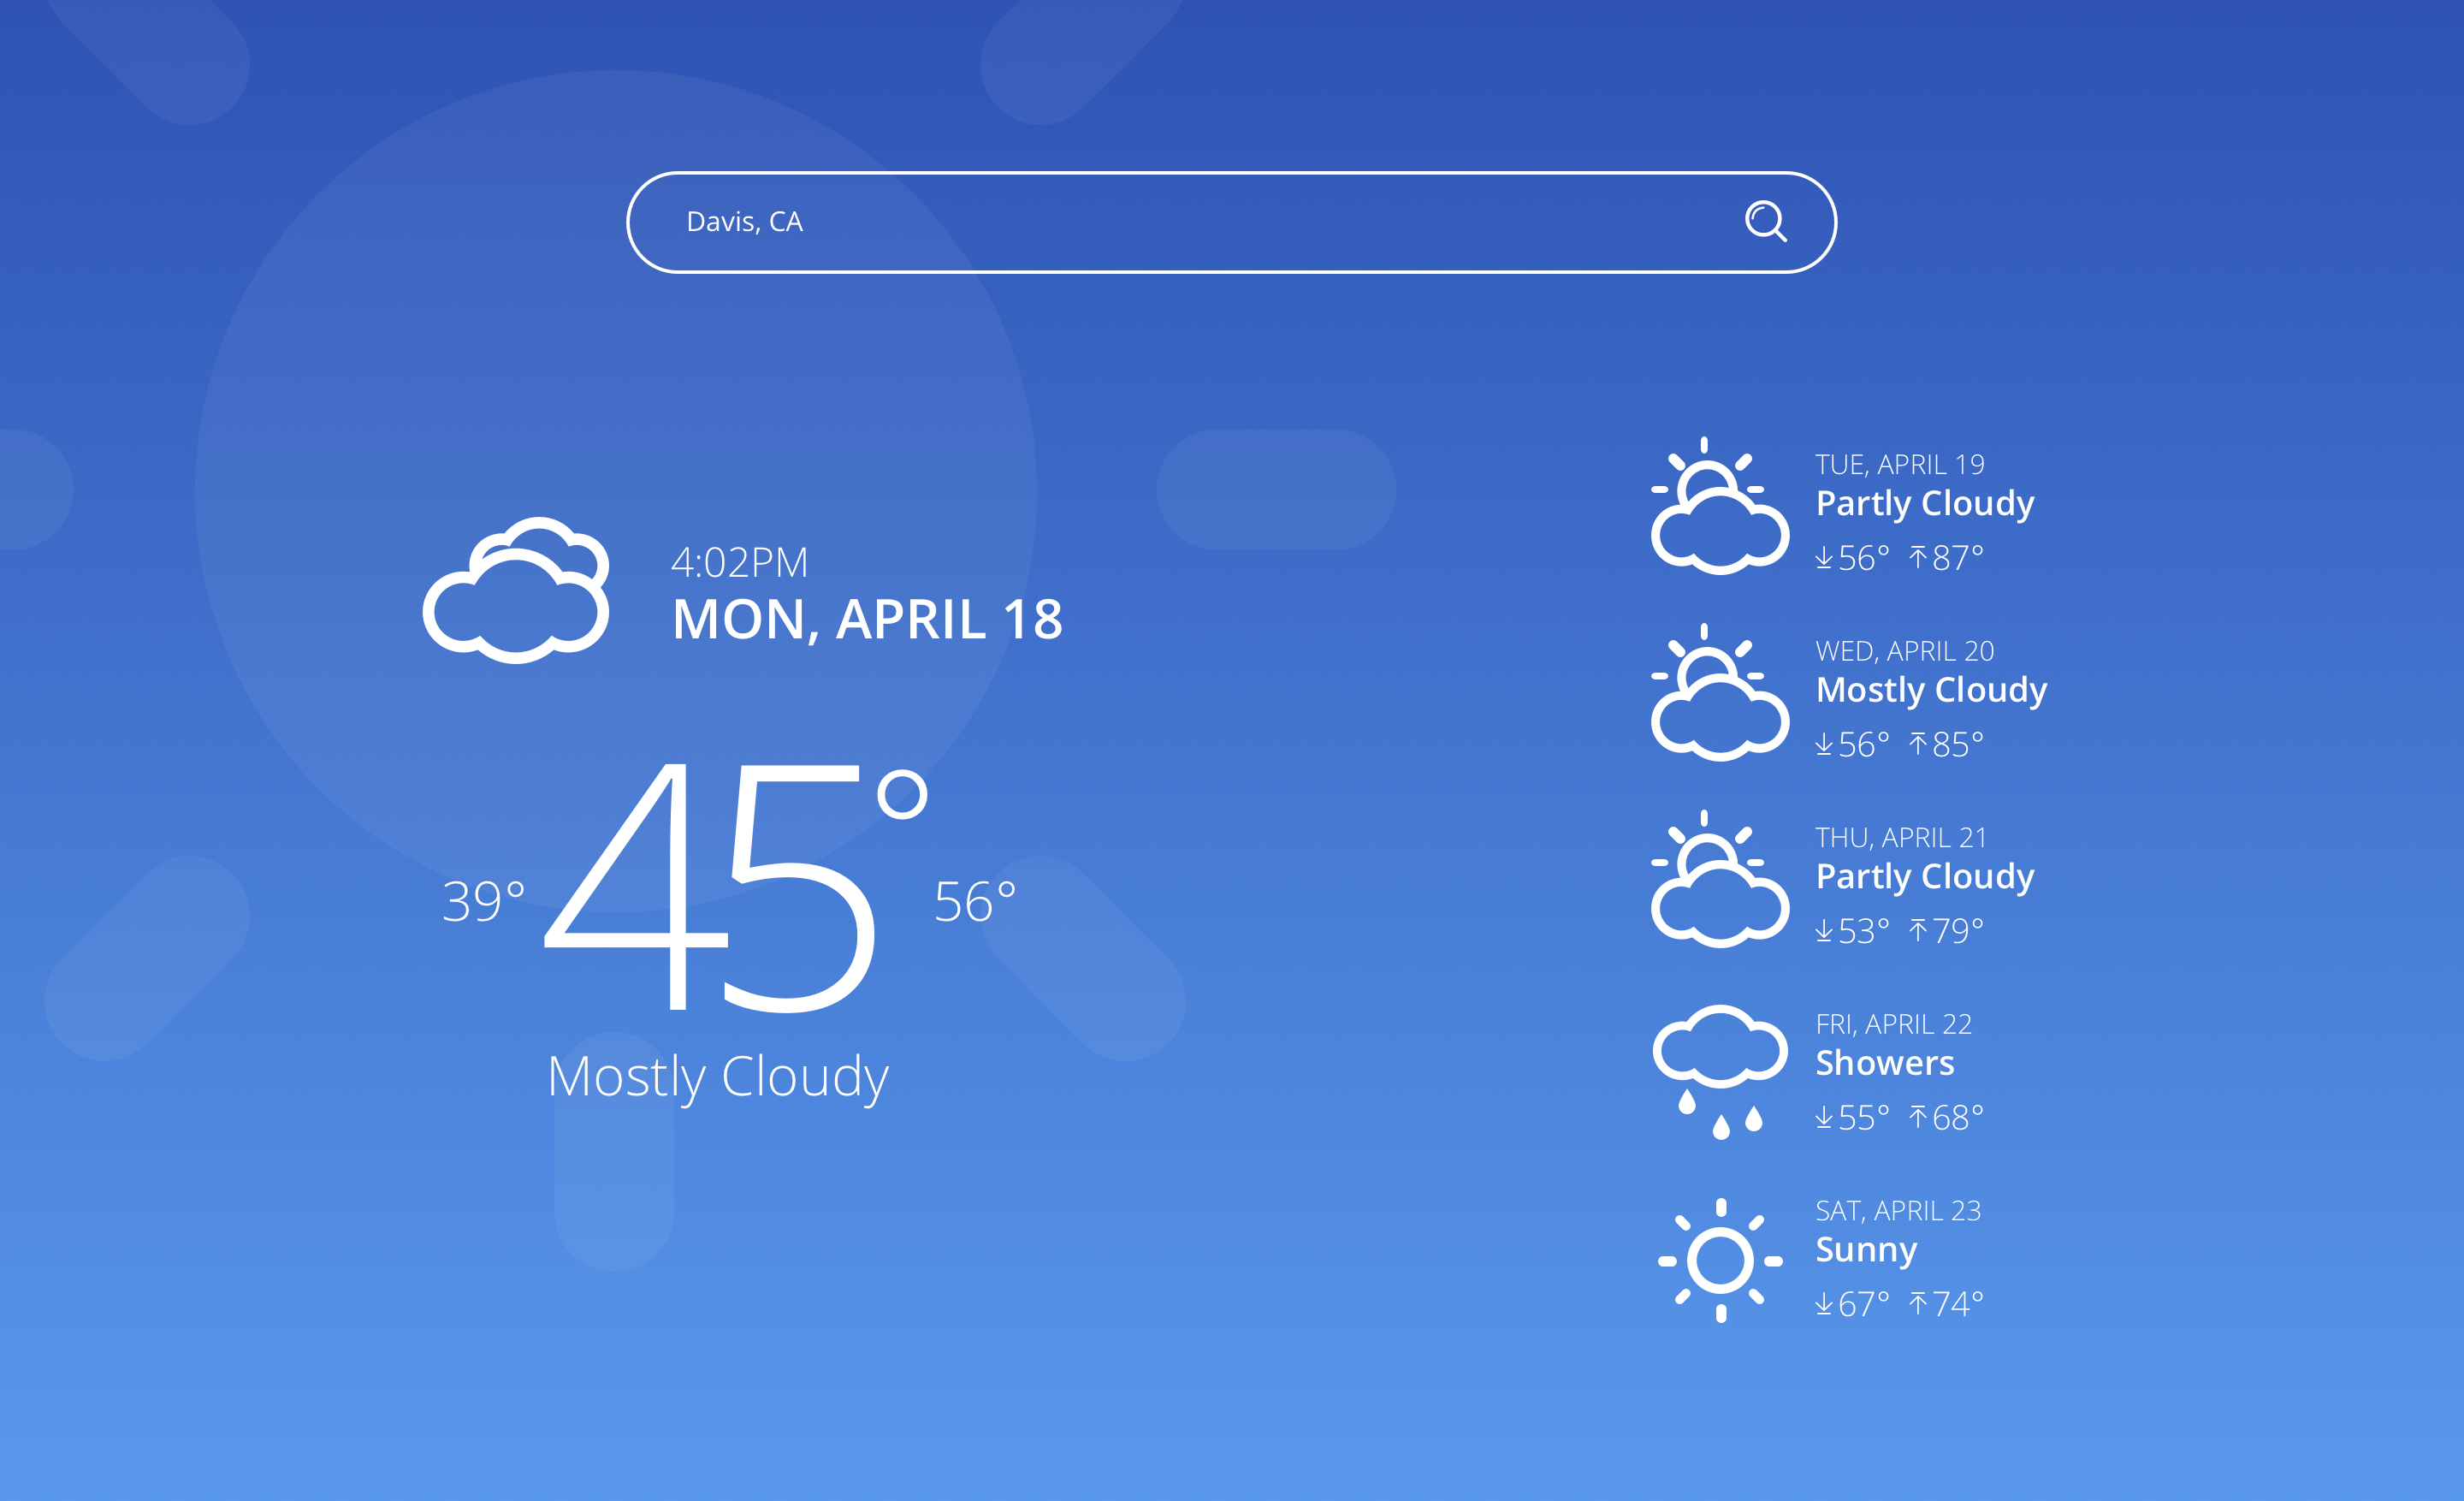 Davis, CA
4:02PM
MON, APRIL 18
39° 45° 56°
Mostly Cloudy
TUE, APRIL 19
Partly Cloudy
56° 87°
WED, APRIL 20
Mostly Cloudy
56° 85°
THU, APRIL 21
Partly Cloudy
53° 79°
FRI, APRIL 22
Showers
55° 68°
SAT, APRIL 23
Sunny
67° 74°